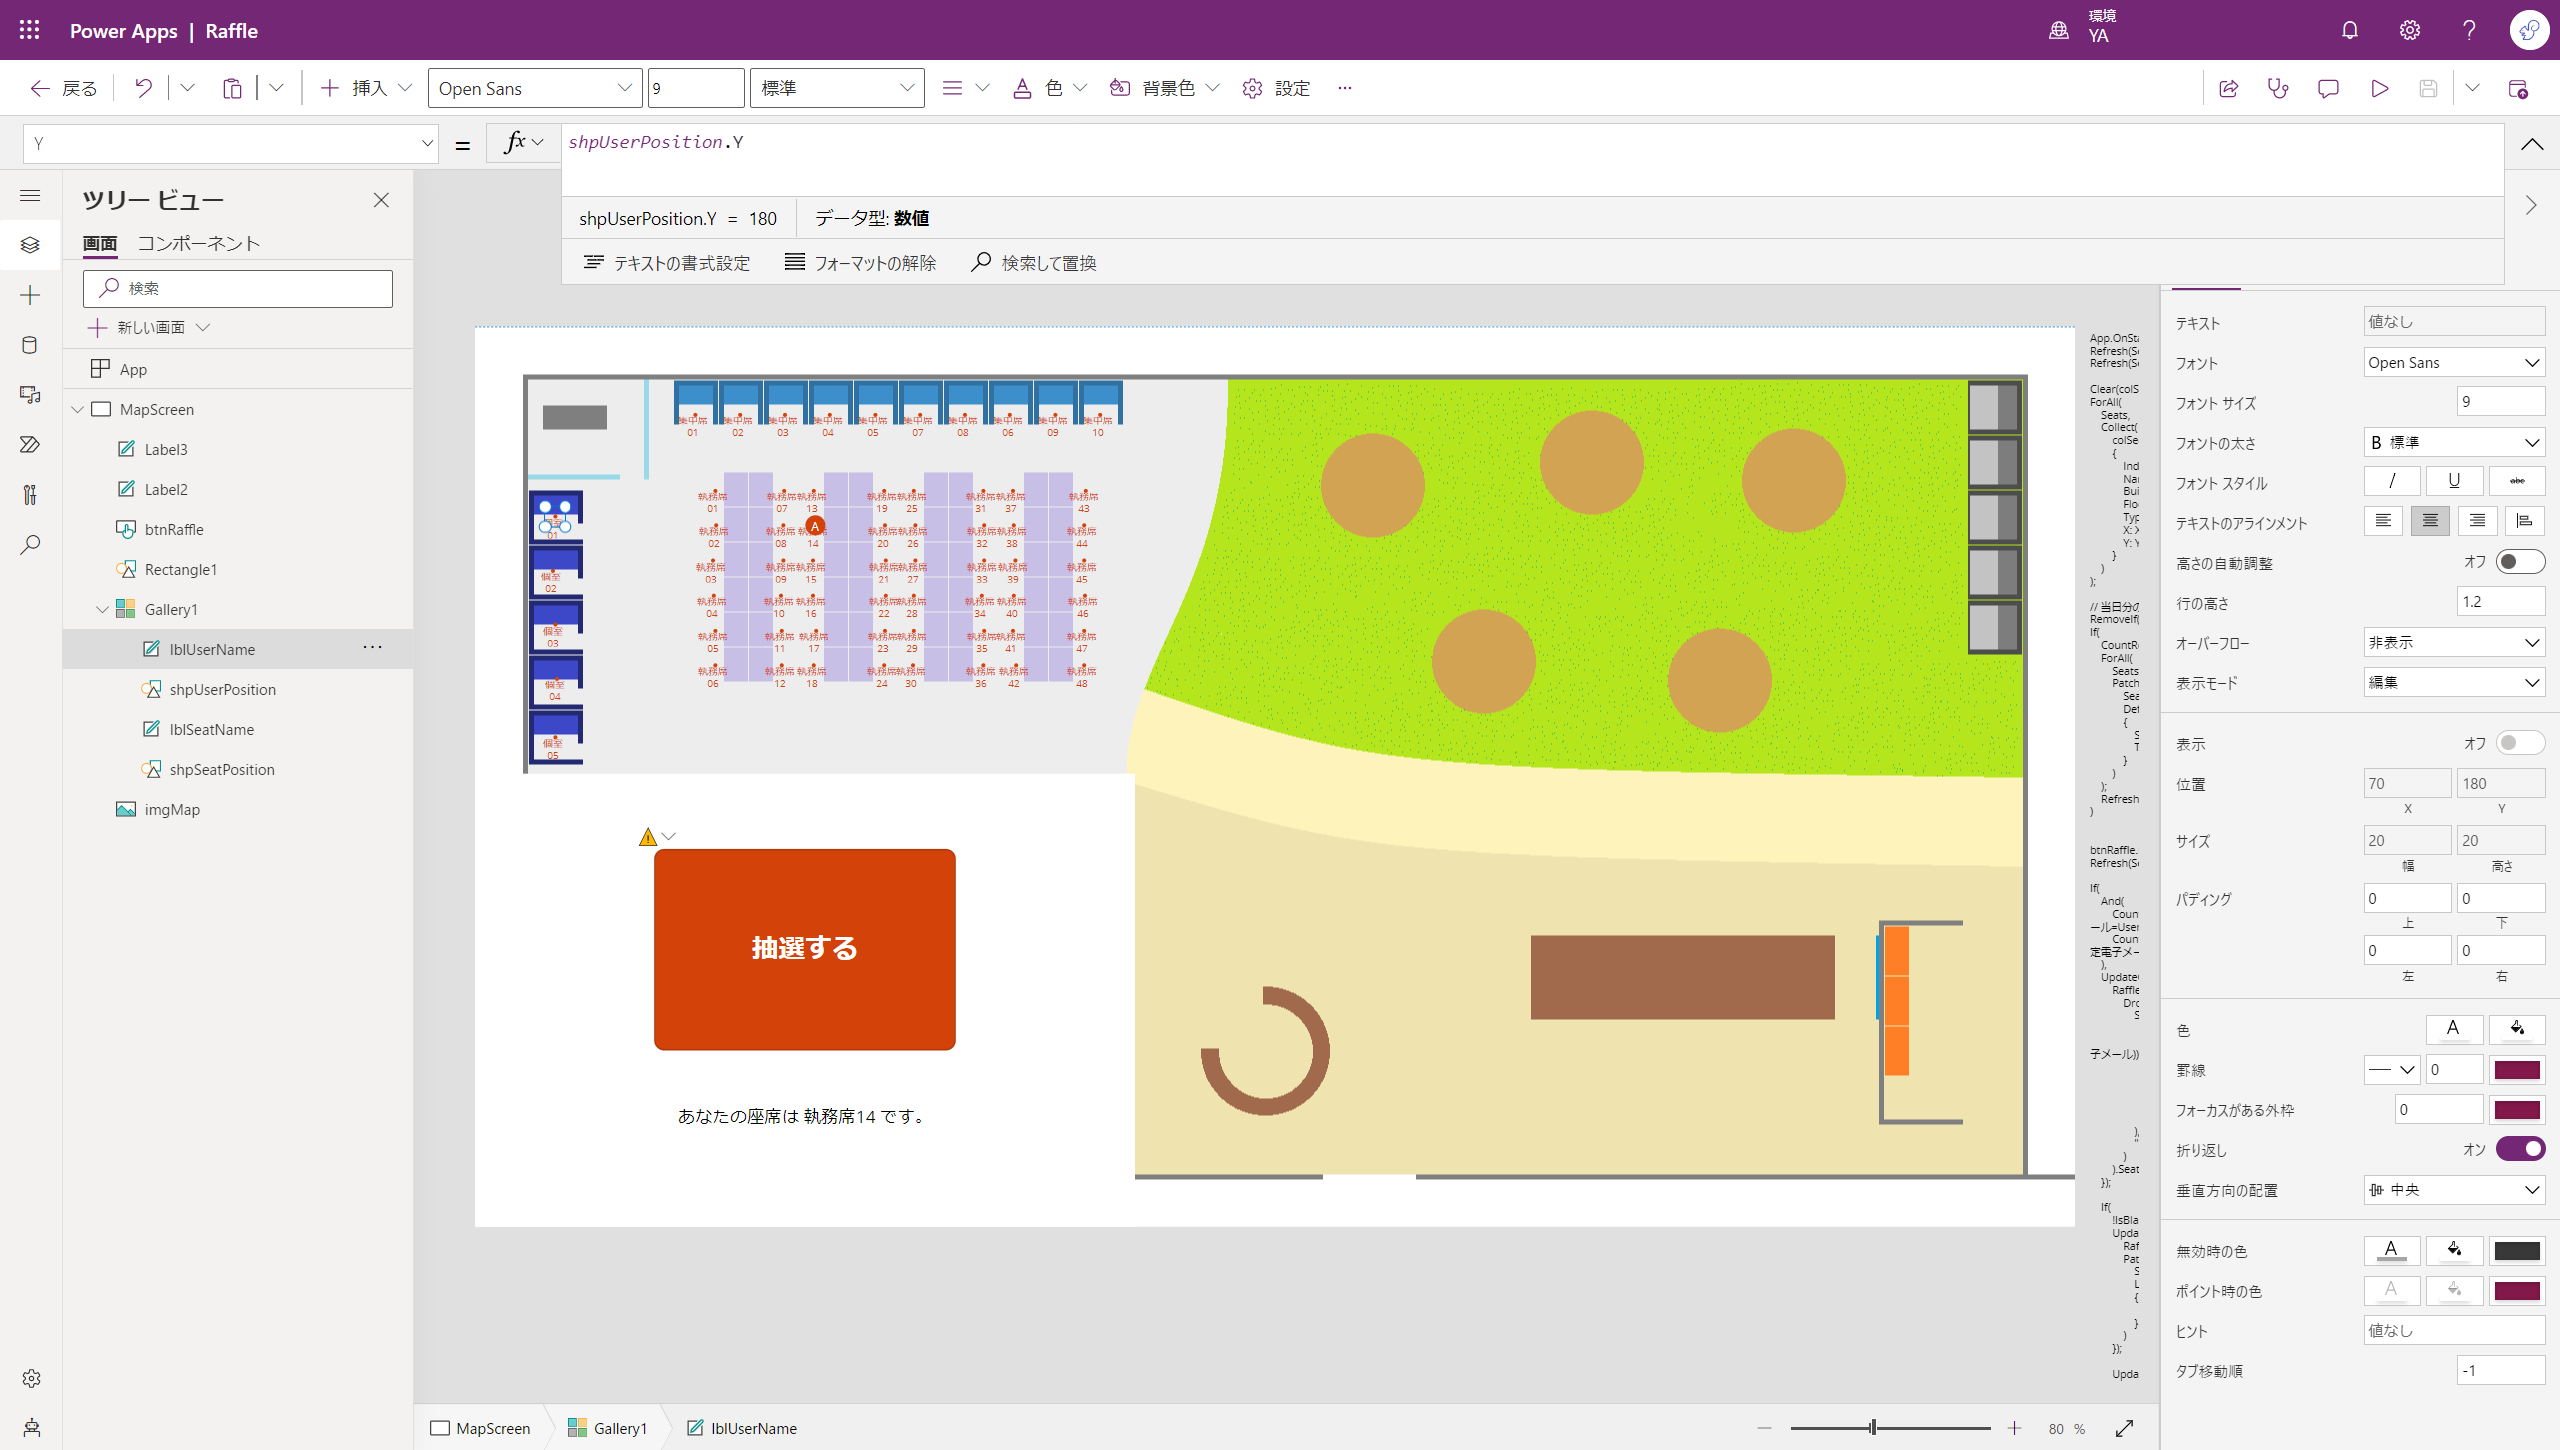 Power Apps | Raffle
環境
YA
戻る
挿入
Open Sans
9
標準
色
背景色
設定
Y
=
fx
shpUserPosition.Y
shpUserPosition.Y = 180
データ型: 数値
テキストの書式設定
フォーマットの解除
検索して置換
ツリー ビュー
画面
コンポーネント
検索
新しい画面
App
MapScreen
Label3
Label2
btnRaffle
Rectangle1
Gallery1
lblUserName
shpUserPosition
lblSeatName
shpSeatPosition
imgMap
集中席 集中席 集中席 集中席 集中席 集中席 集中席 集中席 集中席 集中席
01 02 03 04 05 07 08 06 09 10
01
個室
02
個室
03
個室
04
個室
05
執務席 執務席 執務席 執務席 執務席 執務席 執務席 執務席
01 07 13 19 25 31 37 43
A
執務席 執務席 執務席 執務席 執務席 執務席 執務席
02 08 14 20 26 32 38 44
執務席 執務席 執務席 執務席 執務席 執務席 執務席 執務席
03 09 15 21 27 33 39 45
執務席 執務席 執務席 執務席 執務席 執務席 執務席 執務席
04 10 16 22 28 34 40 46
執務席 執務席 執務席 執務席 執務席 執務席 執務席 執務席
05 11 17 23 29 35 41 47
執務席 執務席 執務席 執務席 執務席 執務席 執務席 執務席
06 12 18 24 30 36 42 48
抽選する
あなたの座席は 執務席14 です。
App.OnSta
Refresh(Se
Refresh(Se
Clear(colS
ForAll(
Seats,
Collect(
colSe
{
Ind
Nar
Bui
Flo
Typ
X: X
Y: Y
}
)
);
// 当日分の
RemoveIf(
If(
CountRo
ForAll(
Seats
Patch
Sea
Def
{
S
T
}
)
);
Refresh
)
btnRaffle.
Refresh(Se
If(
And(
Coun
ール=User
Coun
定電子メー
),
Update(
Raffle
Dro
S
子メール))
),
"
)
).Seat
});
If(
!IsBla
Upda
Raf
Pat
S
L
{
}
)
});
Upda
テキスト
値なし
フォント
Open Sans
フォント サイズ
9
フォントの太さ
B 標準
フォント スタイル
/ U abc
テキストのアラインメント
高さの自動調整
オフ
行の高さ
1.2
オーバーフロー
非表示
表示モード
編集
表示
オフ
位置
70 180
X Y
サイズ
20 20
幅 高さ
パディング
0 0
上 下
0 0
左 右
色
A
罫線
0
フォーカスがある外枠
0
折り返し
オン
垂直方向の配置
中央
無効時の色
A
ポイント時の色
A
ヒント
値なし
タブ移動順
-1
MapScreen
Gallery1
lblUserName
80 %